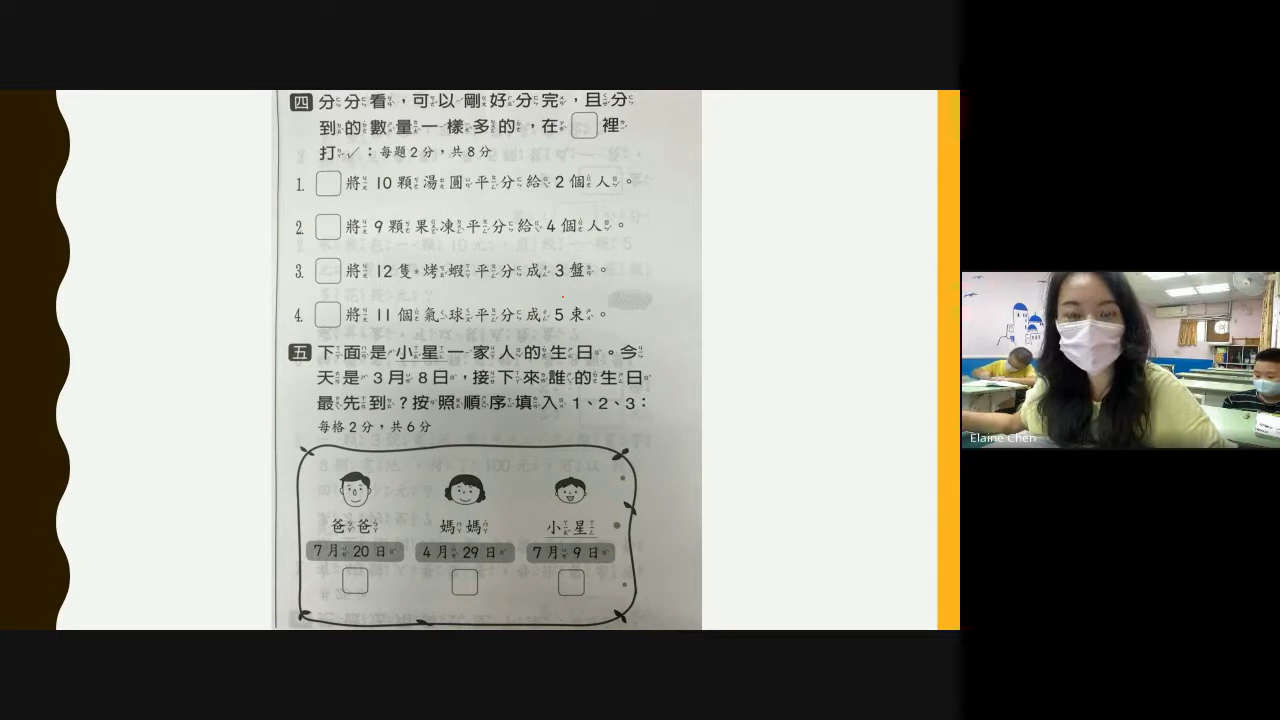 四 分分看，可以剛好分完，且分
到的數量一樣多的，在□裡
打✓：每題2分，共8分
1. □將10顆湯圓平分給2個人。
2. □將9顆果凍平分給4個人。
3. □將12隻烤蝦平分成3盤。
4. □將11個氣球平分成5束。
五 下面是小星一家人的生日。今
天是3月8日，接下來誰的生日
最先到？按照順序填入1、2、3：
每格2分，共6分
爸爸 媽媽 小星
7月20日 4月29日 7月9日
Elaine Chen